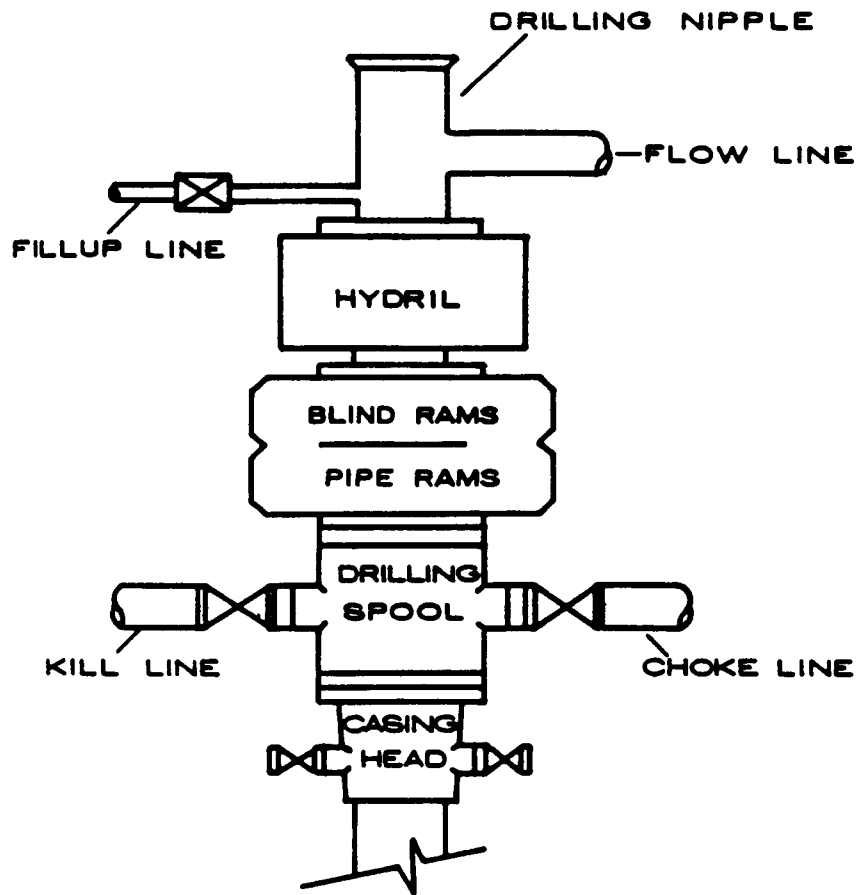 DRILLING NIPPLE
FLOW LINE
FILLUP LINE
HYDRIL
BLIND RAMS
PIPE RAMS
DRILLING
SPOOL
KILL LINE
CHOKE LINE
CASING
HEAD